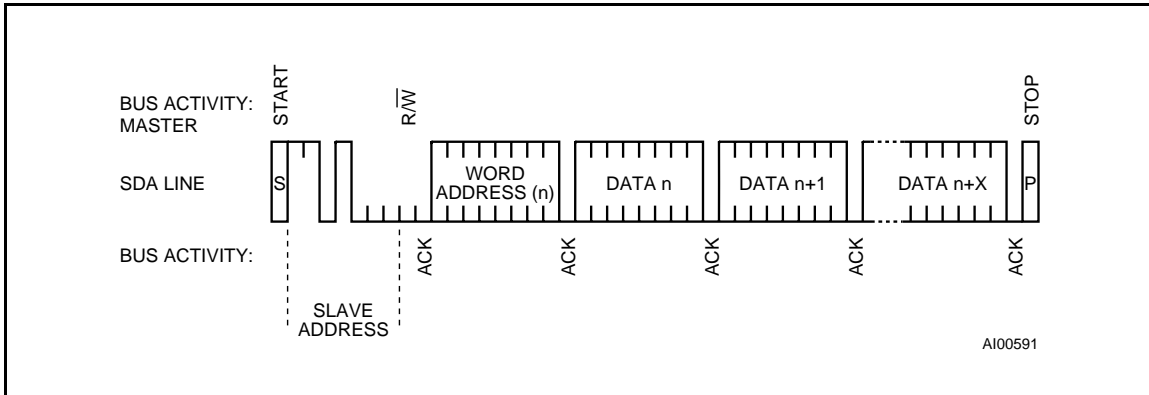 START
R/W
STOP
BUS ACTIVITY:
MASTER
SDA LINE
S
WORD
ADDRESS (n)
DATA n
DATA n+1
DATA n+X
P
BUS ACTIVITY:
ACK
ACK
ACK
ACK
ACK
SLAVE
ADDRESS
AI00591